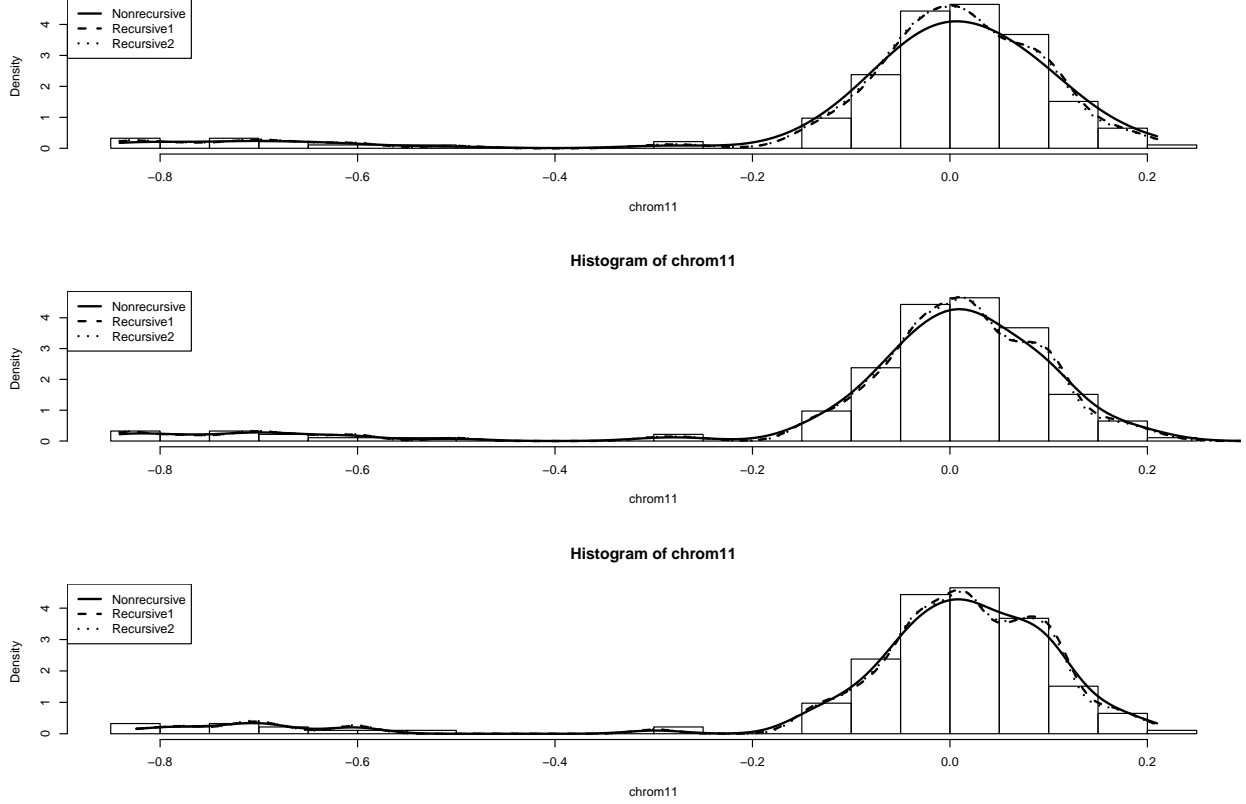 Nonrecursive
Recursive1
Recursive2
Density
0 1 2 3 4
−0.8 −0.6 −0.4 −0.2 0.0 0.2
chrom11
Histogram of chrom11
Nonrecursive
Recursive1
Recursive2
Density
0 1 2 3 4
−0.8 −0.6 −0.4 −0.2 0.0 0.2
chrom11
Histogram of chrom11
Nonrecursive
Recursive1
Recursive2
Density
0 1 2 3 4
−0.8 −0.6 −0.4 −0.2 0.0 0.2
chrom11